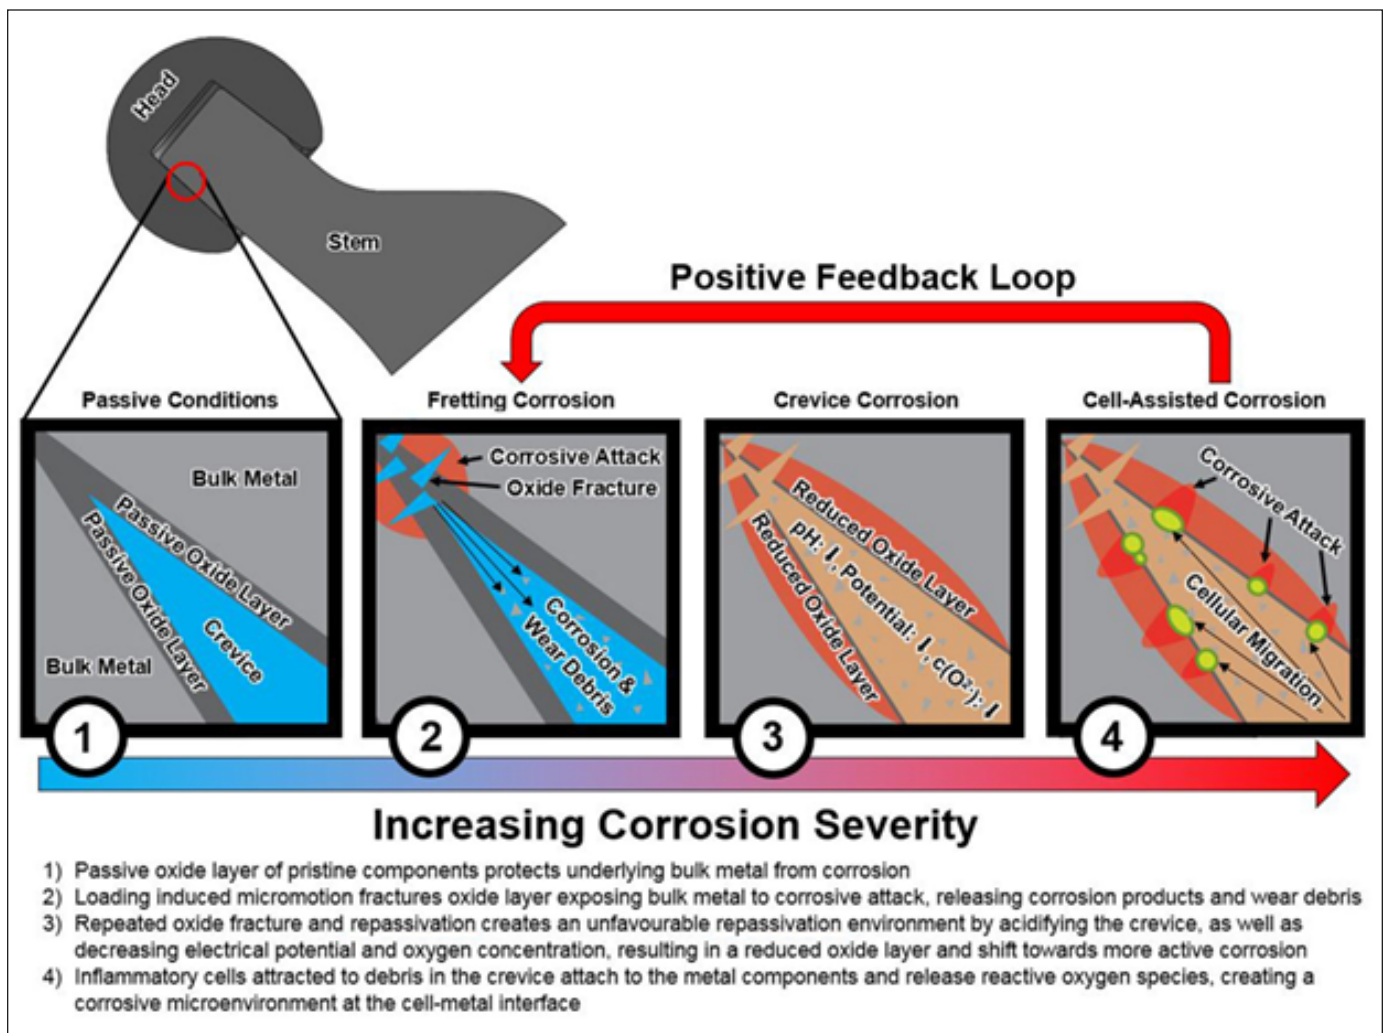 Head
Stem
Positive Feedback Loop
Passive Conditions
Fretting Corrosion
Crevice Corrosion
Cell-Assisted Corrosion
Bulk Metal
Passive Oxide Layer
Passive Oxide Layer
Crevice
Bulk Metal
1
Corrosive Attack
Oxide Fracture
Corrosion &
Wear Debris
2
Reduced Oxide Layer
pH: ⬇, Potential: ⬇, c(O²⁻): ⬇
Reduced Oxide Layer
3
Corrosive Attack
Cellular Migration
4
Increasing Corrosion Severity
1) Passive oxide layer of pristine components protects underlying bulk metal from corrosion
2) Loading induced micromotion fractures oxide layer exposing bulk metal to corrosive attack, releasing corrosion products and wear debris
3) Repeated oxide fracture and repassivation creates an unfavourable repassivation environment by acidifying the crevice, as well as
decreasing electrical potential and oxygen concentration, resulting in a reduced oxide layer and shift towards more active corrosion
4) Inflammatory cells attracted to debris in the crevice attach to the metal components and release reactive oxygen species, creating a
corrosive microenvironment at the cell-metal interface